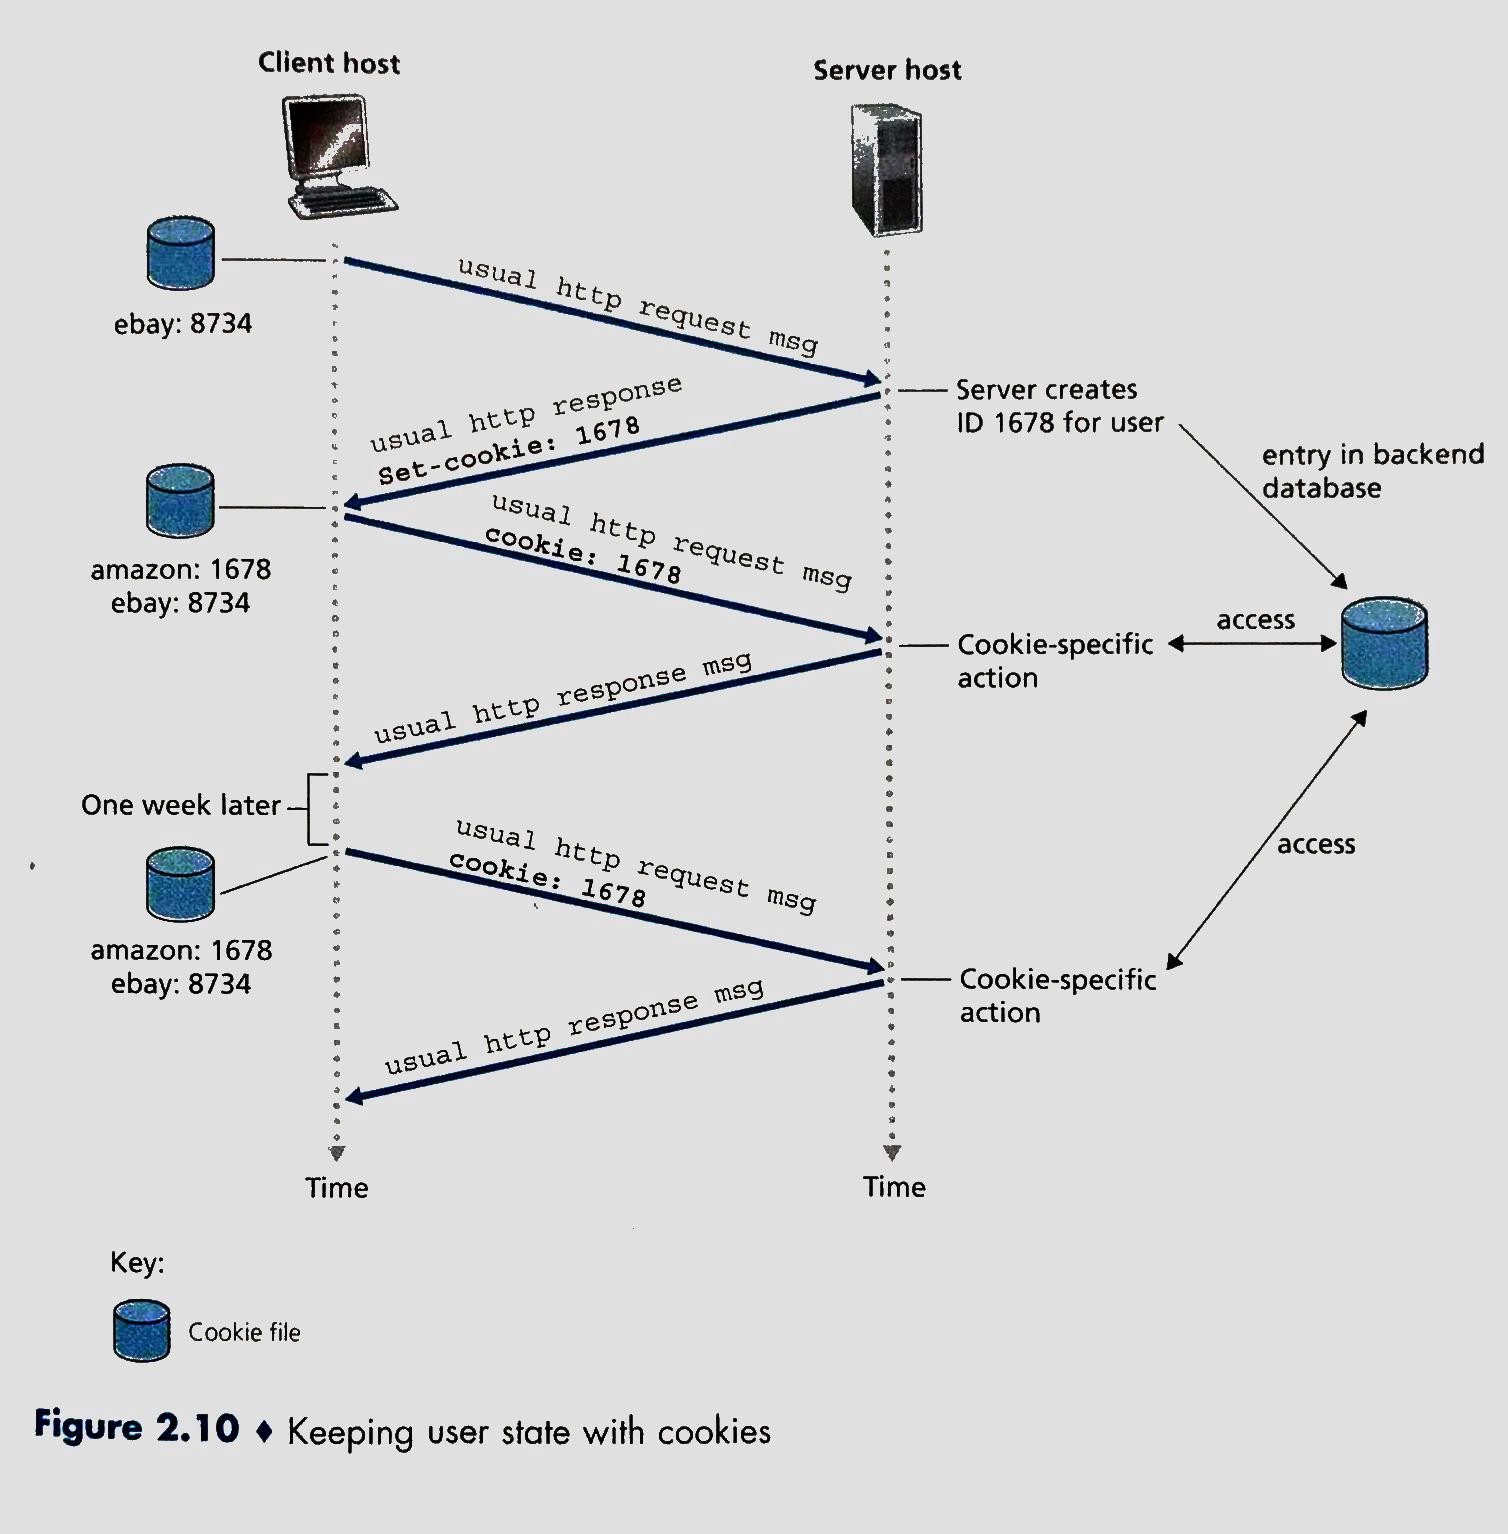 Client host
Server host
ebay: 8734
usual http request msg
Server creates
ID 1678 for user
entry in backend
database
usual http response
Set-cookie: 1678
amazon: 1678
ebay: 8734
usual http request msg
cookie: 1678
Cookie-specific
action
access
usual http response msg
One week later
amazon: 1678
ebay: 8734
usual http request msg
cookie: 1678
access
Cookie-specific
action
usual http response msg
Time
Time
Key:
Cookie file
Figure 2.10 ♦ Keeping user state with cookies